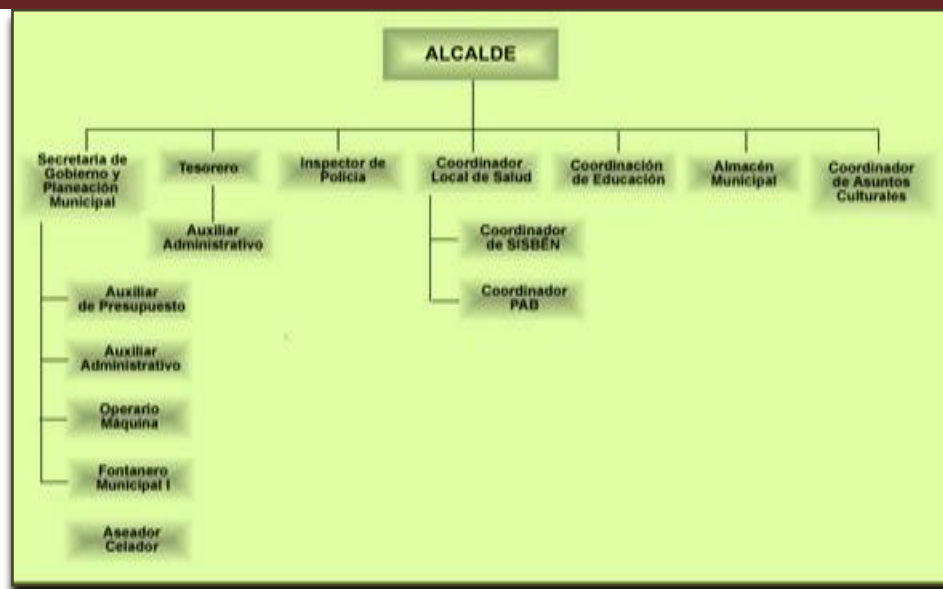 ALCALDE
Secretaria de
Gobierno y
Planeación
Municipal
Tesorero
Inspector de
Policía
Coordinador
Local de Salud
Coordinación
de Educación
Almacén
Municipal
Coordinador
de Asuntos
Culturales
Auxiliar
Administrativo
Coordinador
de SISBÉN
Coordinador
PAB
Auxiliar
de Presupuesto
Auxiliar
Administrativo
Operario
Máquina
Fontanero
Municipal I
Aseador
Celador